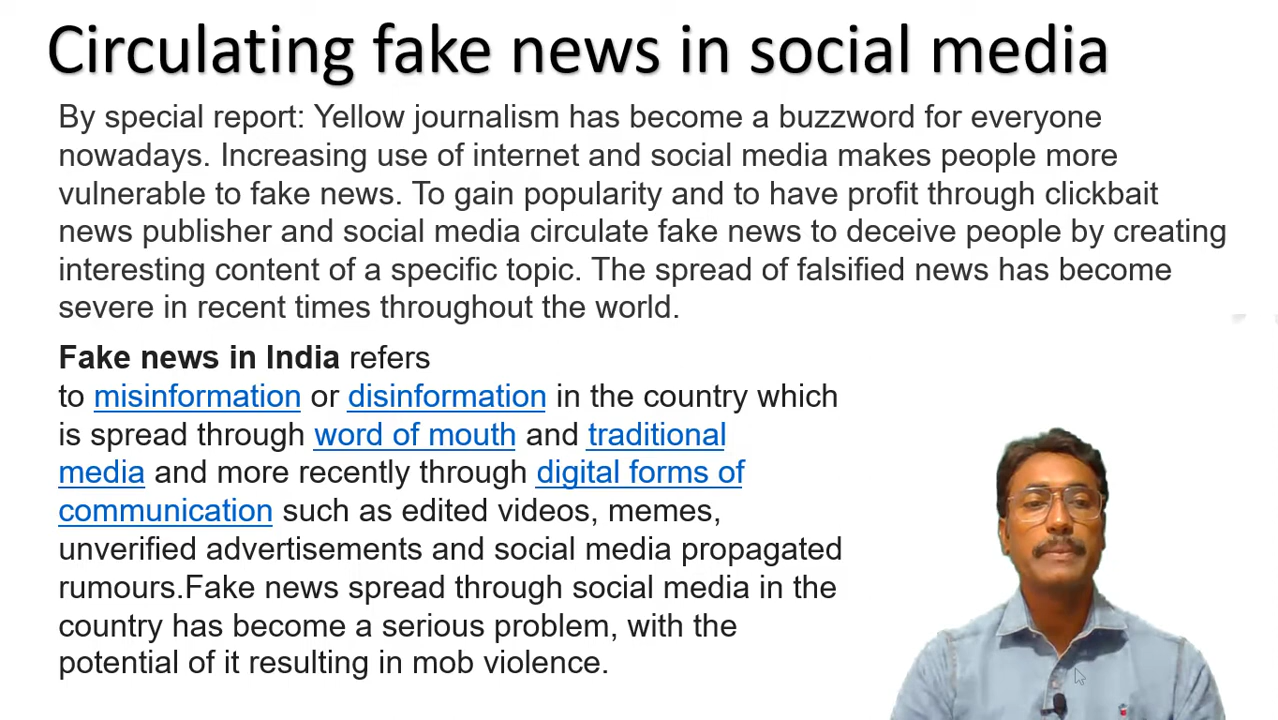 Circulating fake news in social media
By special report: Yellow journalism has become a buzzword for everyone
nowadays. Increasing use of internet and social media makes people more
vulnerable to fake news. To gain popularity and to have profit through clickbait
news publisher and social media circulate fake news to deceive people by creating
interesting content of a specific topic. The spread of falsified news has become
severe in recent times throughout the world.
Fake news in India refers
to misinformation or disinformation in the country which
is spread through word of mouth and traditional
media and more recently through digital forms of
communication such as edited videos, memes,
unverified advertisements and social media propagated
rumours.Fake news spread through social media in the
country has become a serious problem, with the
potential of it resulting in mob violence.